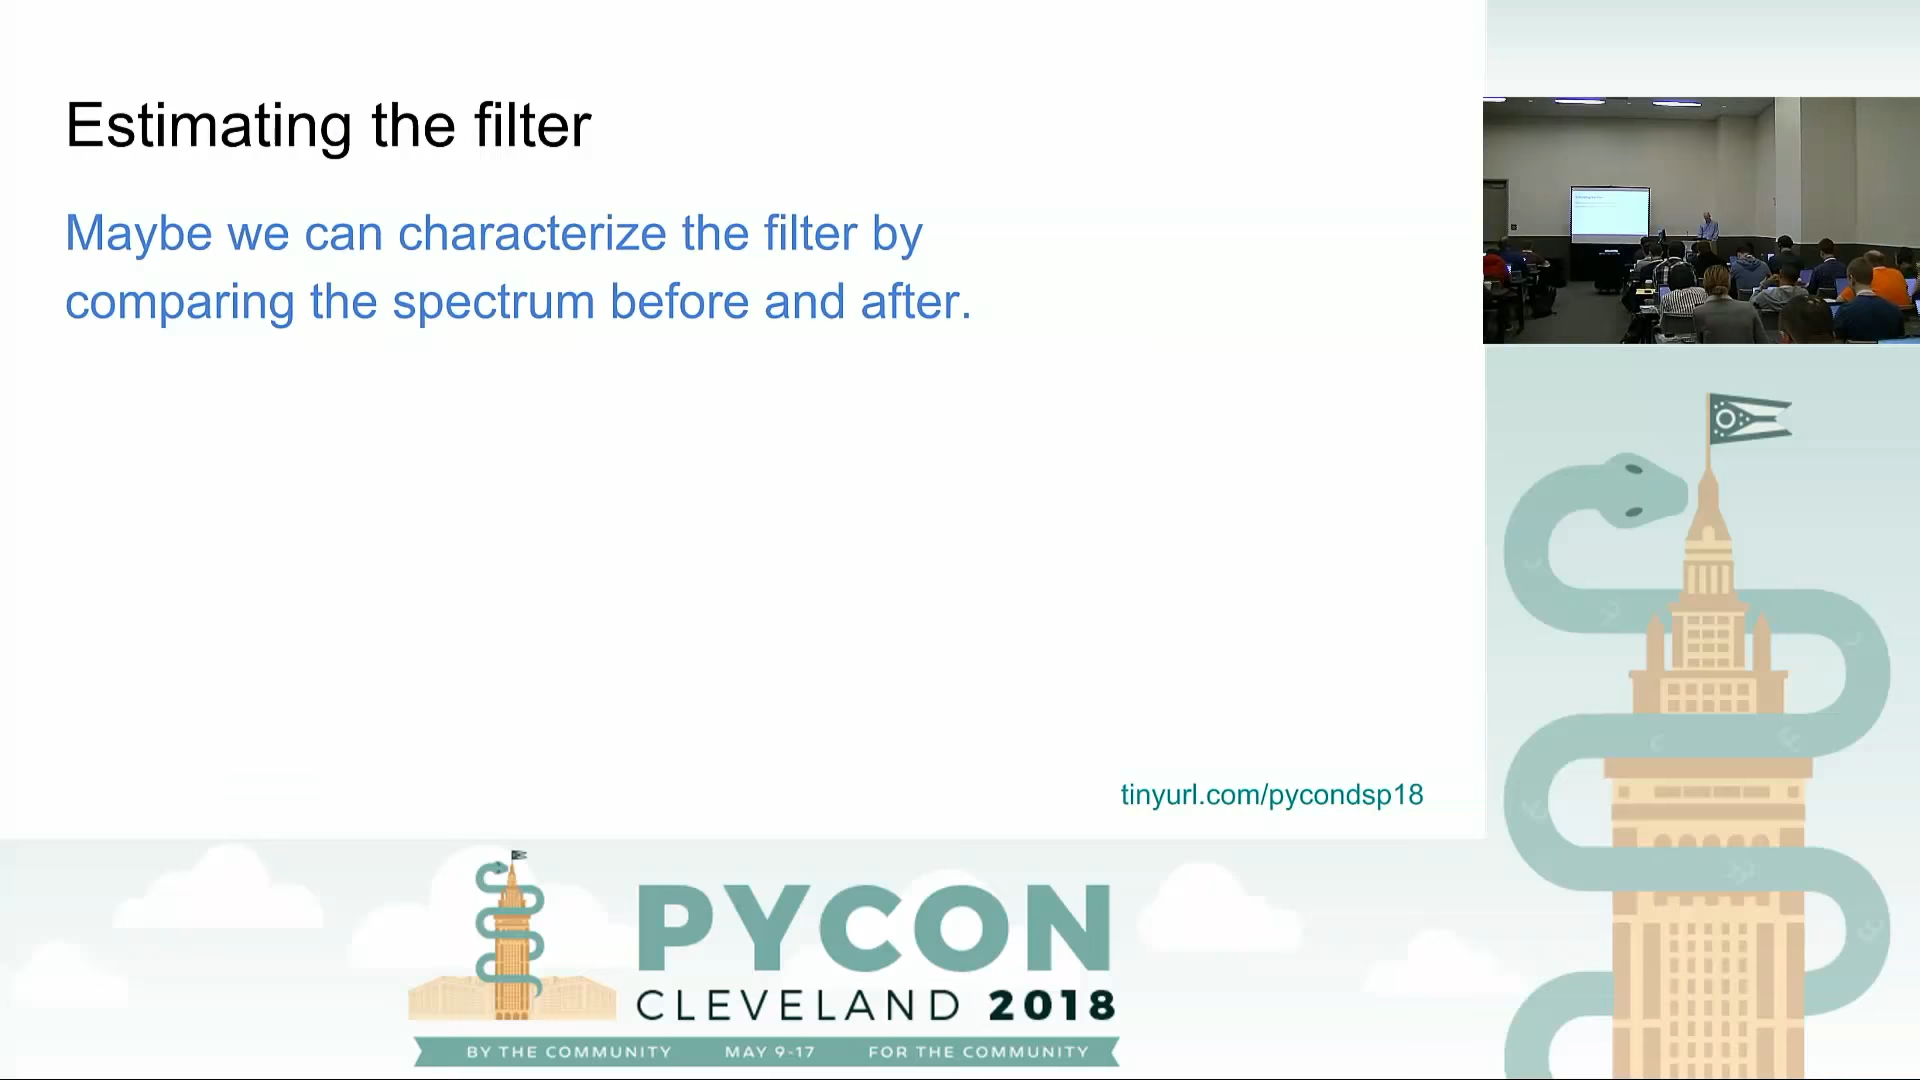 Estimating the filter
Maybe we can characterize the filter by
comparing the spectrum before and after.
tinyurl.com/pycondsp18
PYCON
CLEVELAND 2018
BY THE COMMUNITY MAY 9-17 FOR THE COMMUNITY